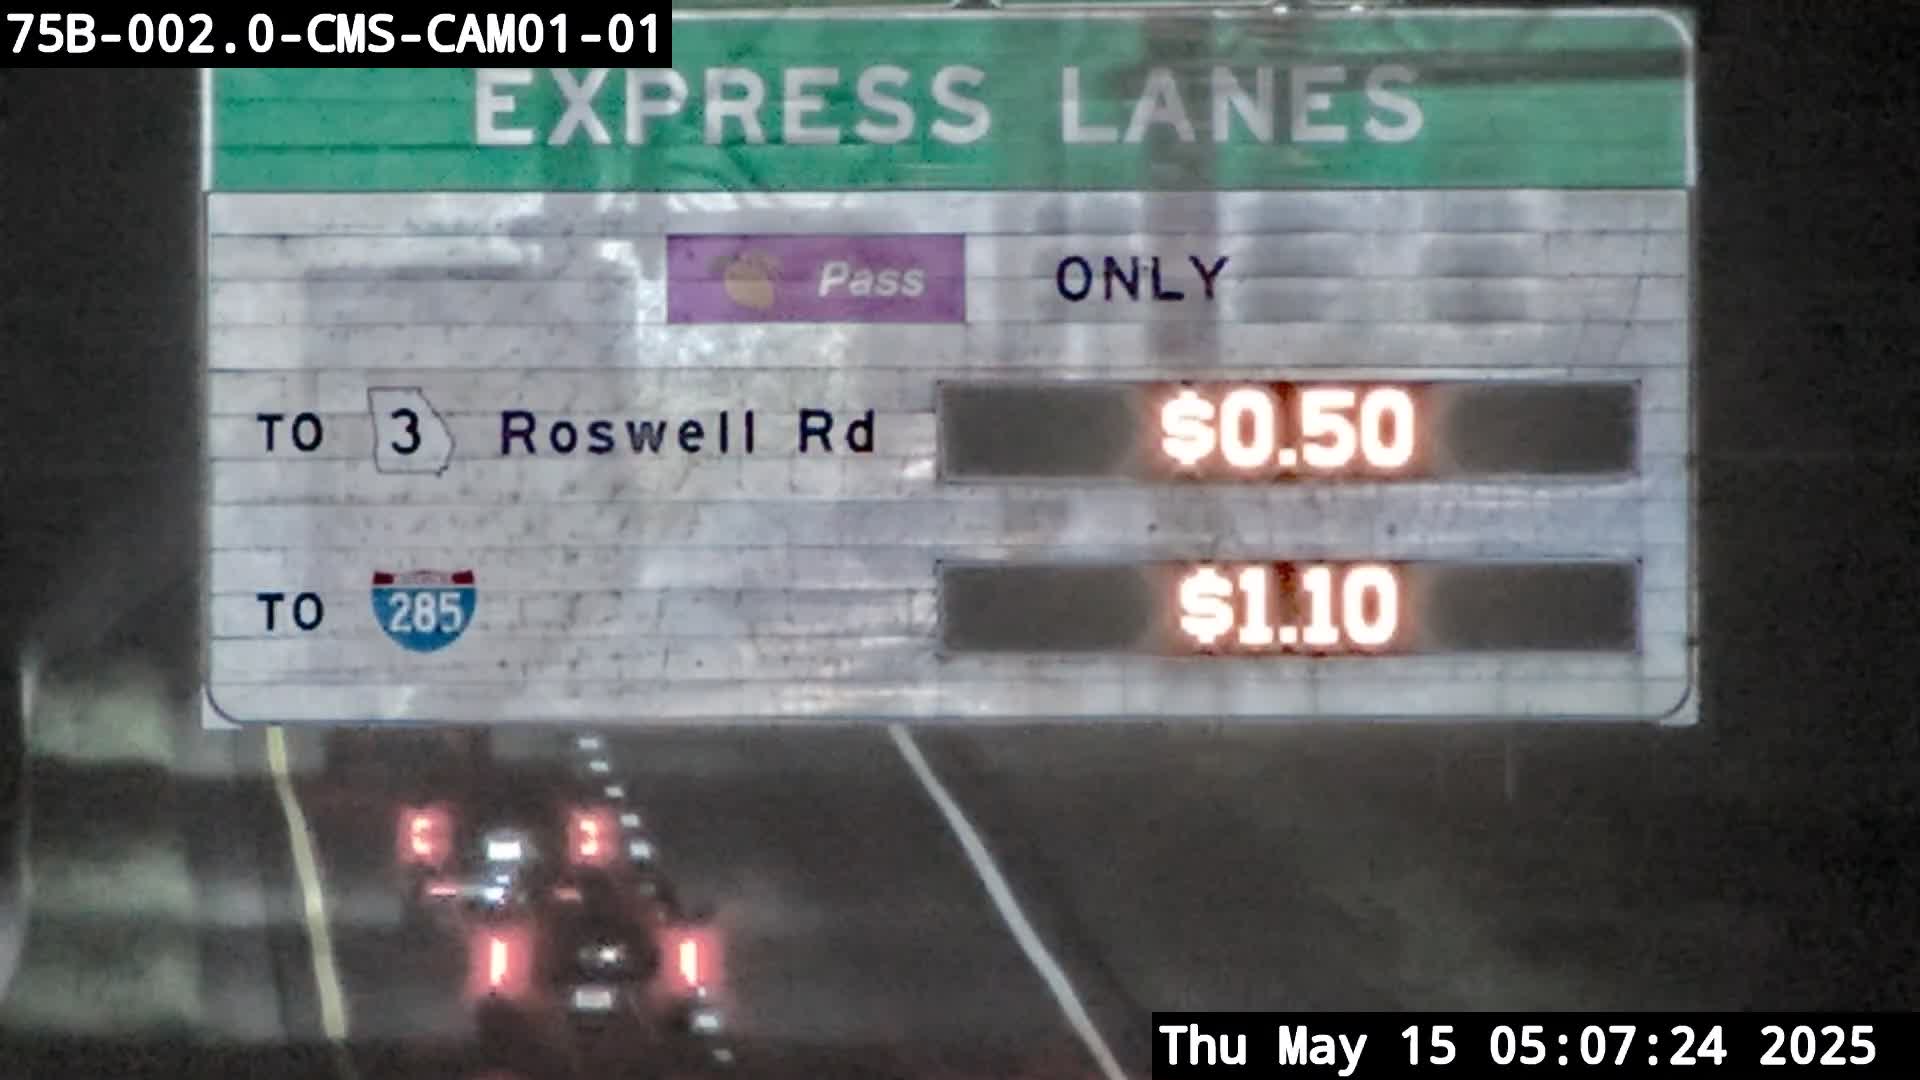 75B-002.0-CMS-CAM01-01
EXPRESS LANES
Pass ONLY
TO 3 Roswell Rd $0.50
TO 285 $1.10
Thu May 15 05:07:24 2025